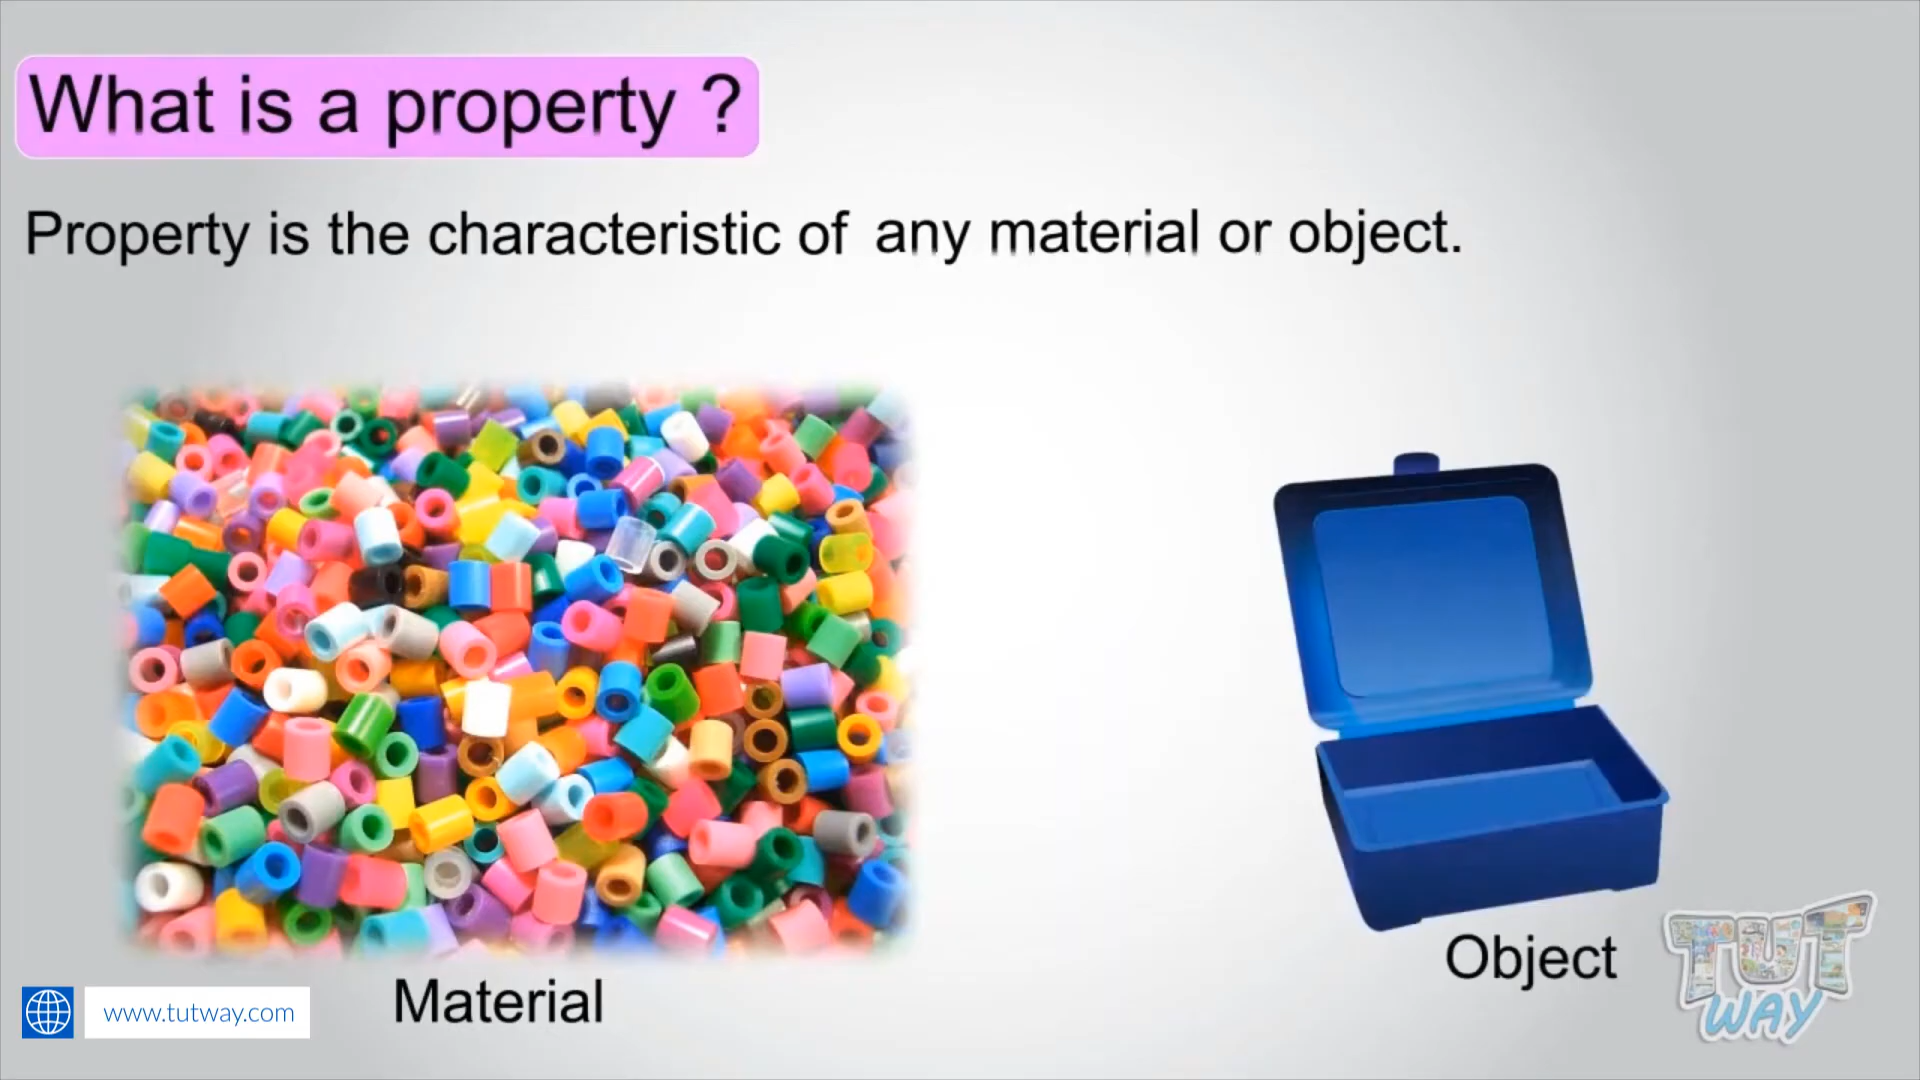 What is a property ?
Property is the characteristic of any material or object.
Material
Object
www.tutway.com
TUT
WAY